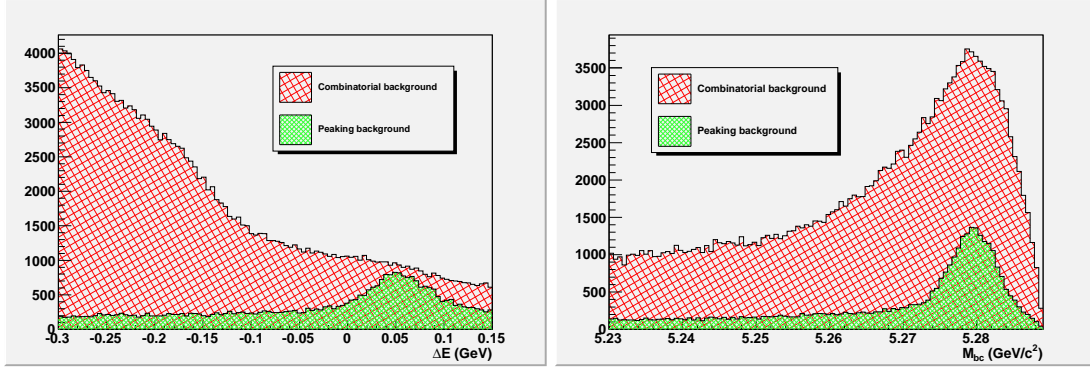 4000
3500
3000
2500
2000
1500
1000
500
0
Combinatorial background
Peaking background
-0.3 -0.25 -0.2 -0.15 -0.1 -0.05 0 0.05 0.1 0.15
ΔE (GeV)
3500
3000
2500
2000
1500
1000
500
0
Combinatorial background
Peaking background
5.23 5.24 5.25 5.26 5.27 5.28
M_bc (GeV/c²)